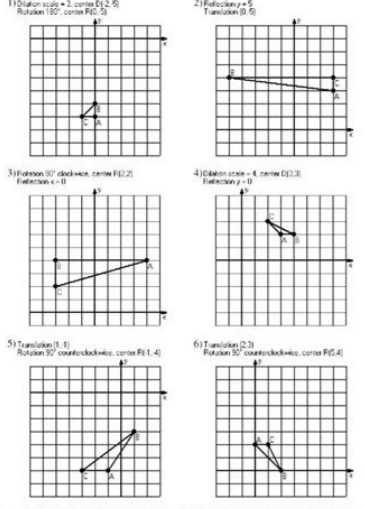 1) Dilation scale = 3, center D(-2,-5)
Rotation 180°, center R(0,-5)
2) Reflection y = 5
Translation (0,-5)
y
x
B
C
A
y
x
B
C
A
3) Rotation 90° clockwise, center R(2,2)
Reflection x = 0
4) Dilation scale = 4, center D(3,3)
Reflection y = 0
y
x
B
A
C
y
x
C
A
B
5) Translation (1,-1)
Rotation 90° counterclockwise, center R(-1,-4)
6) Translation (2,3)
Rotation 90° counterclockwise, center R(5,4)
y
x
B
C
A
y
x
A
C
B